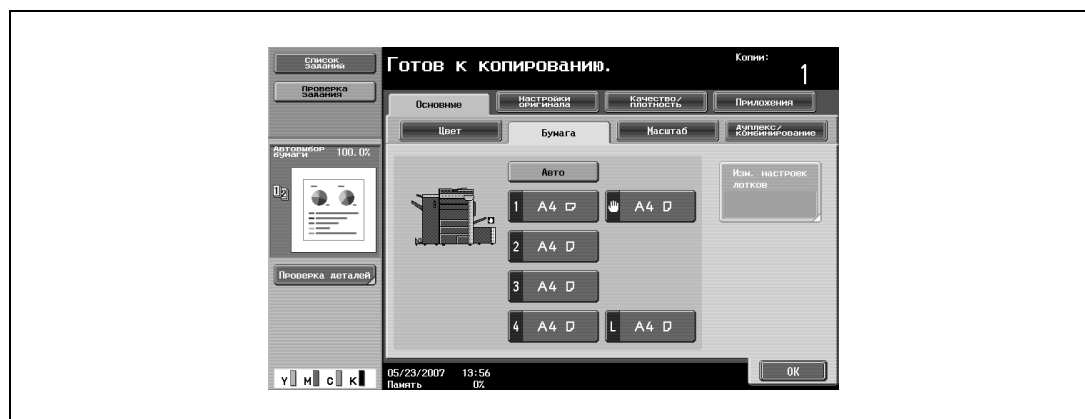 Список
заданий
Проверка
задания
Готов к копированию.
Копии:
1
Основные
Настройки
оригинала
Качество/
плотность
Приложения
Цвет
Бумага
Масштаб
Дуплекс/
комбинирование
Автовыбор
бумаги 100.0%
1 2
Авто
1 A4
A4
2 A4
3 A4
4 A4
L A4
Изм. настроек
лотков
Проверка деталей
Y M C K
05/23/2007 13:56
Память 0%
OK